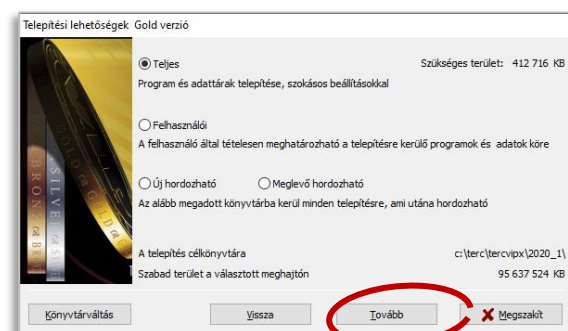 Telepítési lehetőségek Gold verzió
Teljes
Szükséges terület: 412 716 KB
Program és adattárak telepítése, szokásos beállításokkal
Felhasználói
A felhasználó által tételesen meghatározható a telepítésre kerülő programok és adatok köre
Új hordozható
Meglevő hordozható
Az alább megadott könyvtárba kerül minden telepítésre, ami utána hordozható
A telepítés célkönyvtára
c:\terc\tercvipx\2020_1\
Szabad terület a választott meghajtón
95 637 524 KB
Könyvtárváltás
Vissza
Tovább
Megszakít
BRONZ
SILVER
GOLD